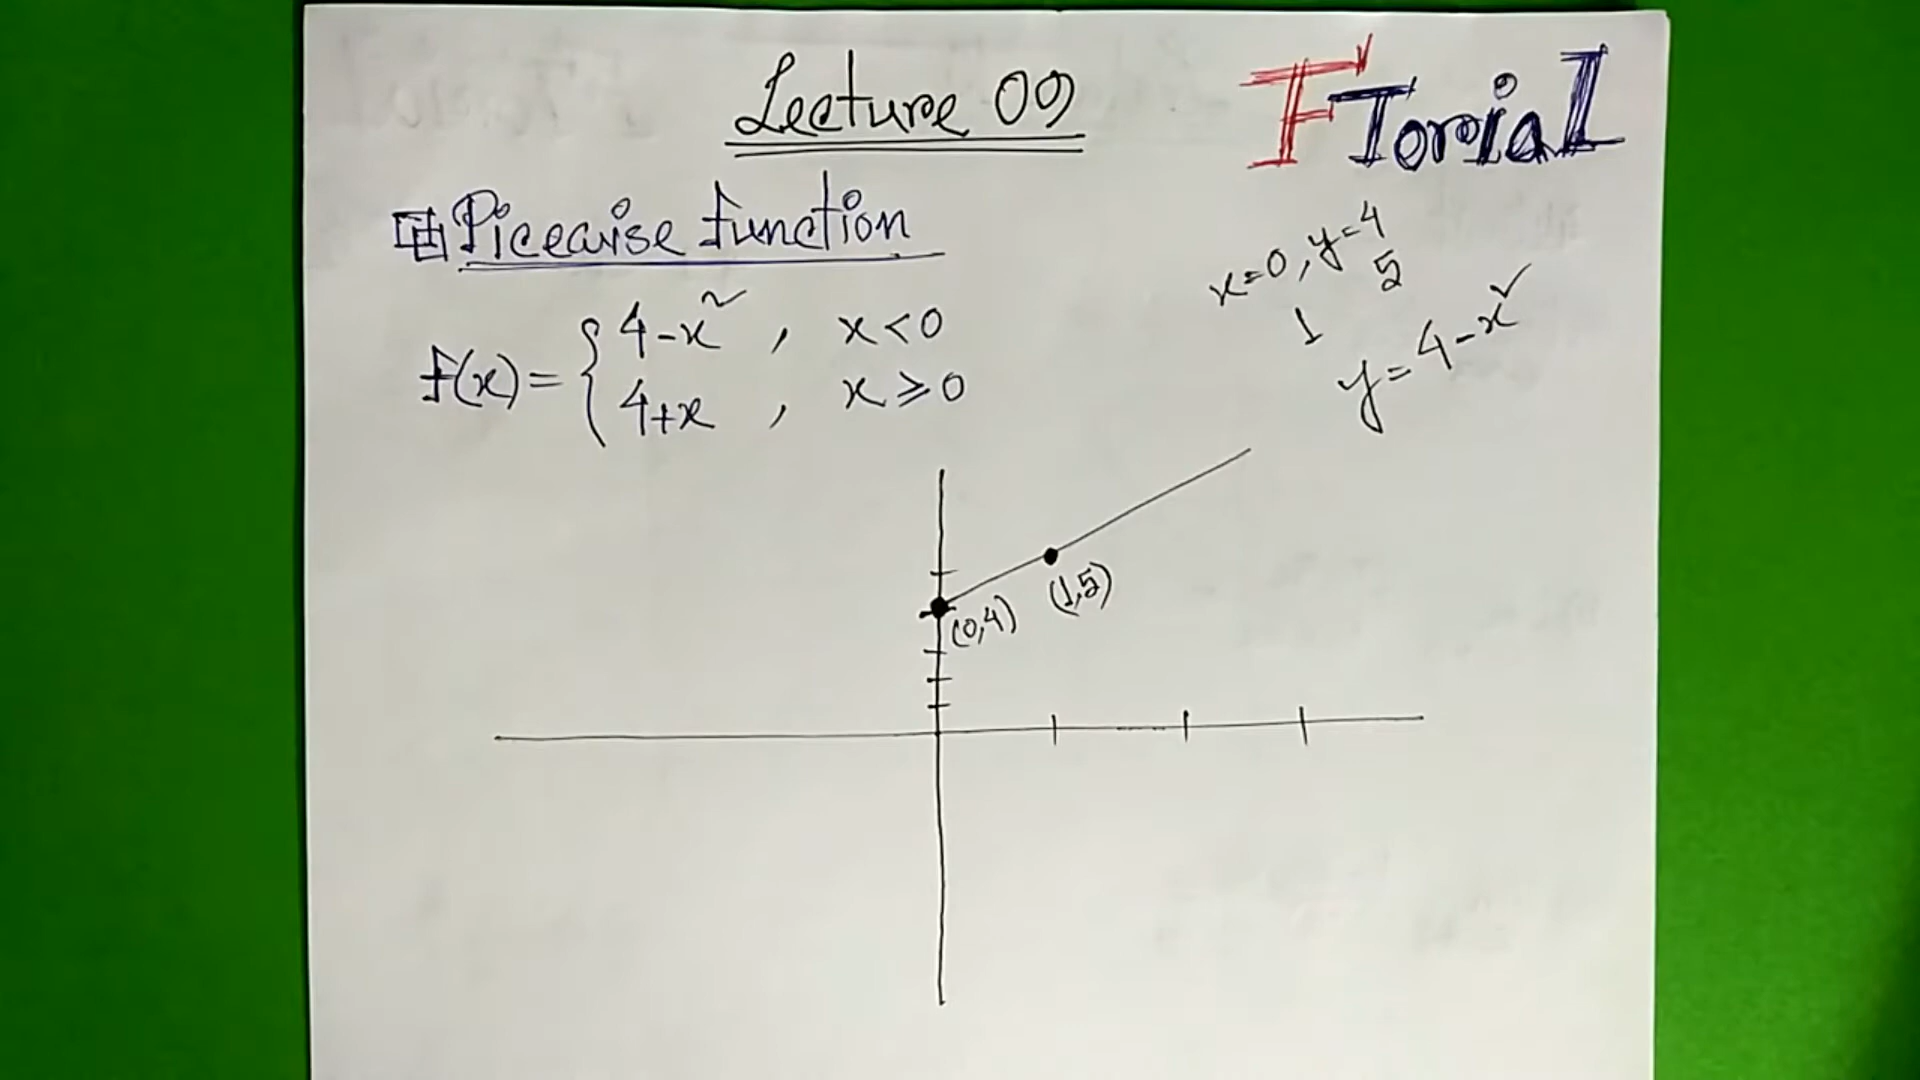 Lecture 09
FTorial
Picewise function
f(x) = { 4-x² , x<0
4+x , x≥0
x=0, y=4
1 5
y=4-x²
(0,4)
(1,5)